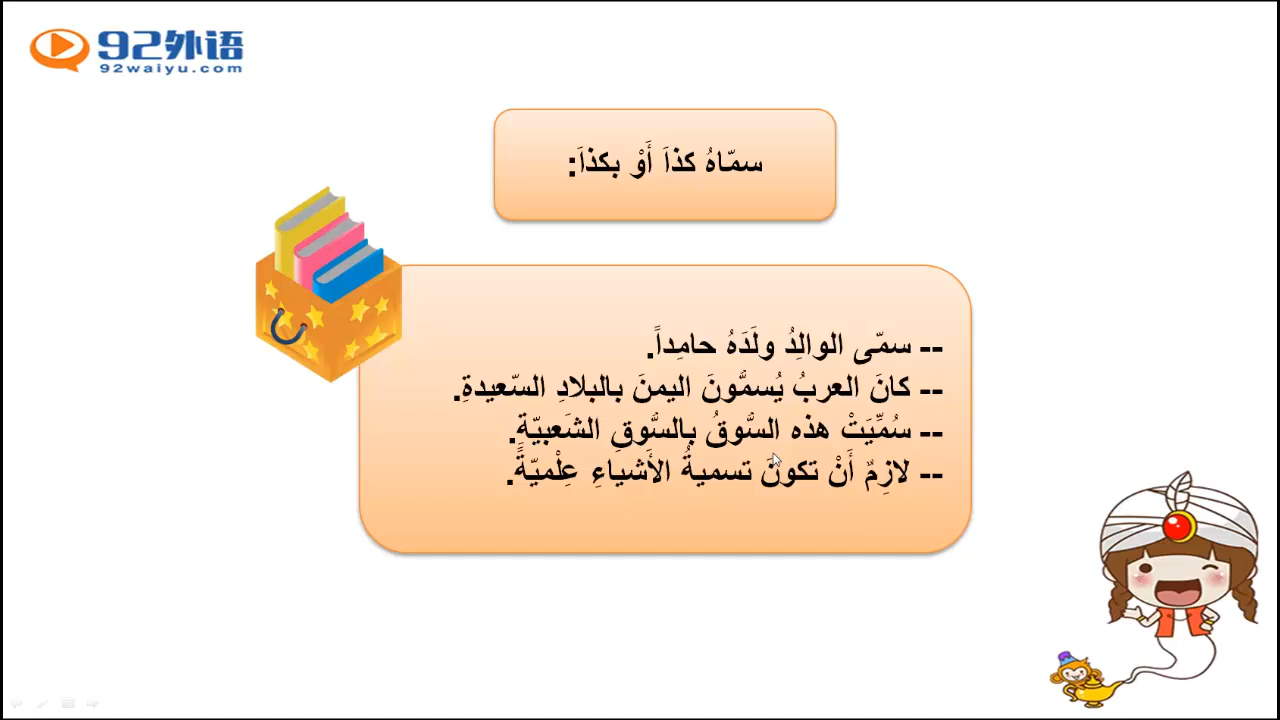 92外语
92waiyu.com
سمّاهُ كذاَ أَوْ بكذاَ:
-- سمّى الوالِدُ ولَدَهُ حامِداً.
-- كانَ العربُ يُسمُّونَ اليمنَ بالبلادِ السّعيدةِ.
-- سُمِّيَتْ هذه السُّوقُ بالسُّوقِ الشَعبيّةِ.
-- لازِمٌ أَنْ تكونَ تسميةُ الأَشياءِ عِلْميّةً.